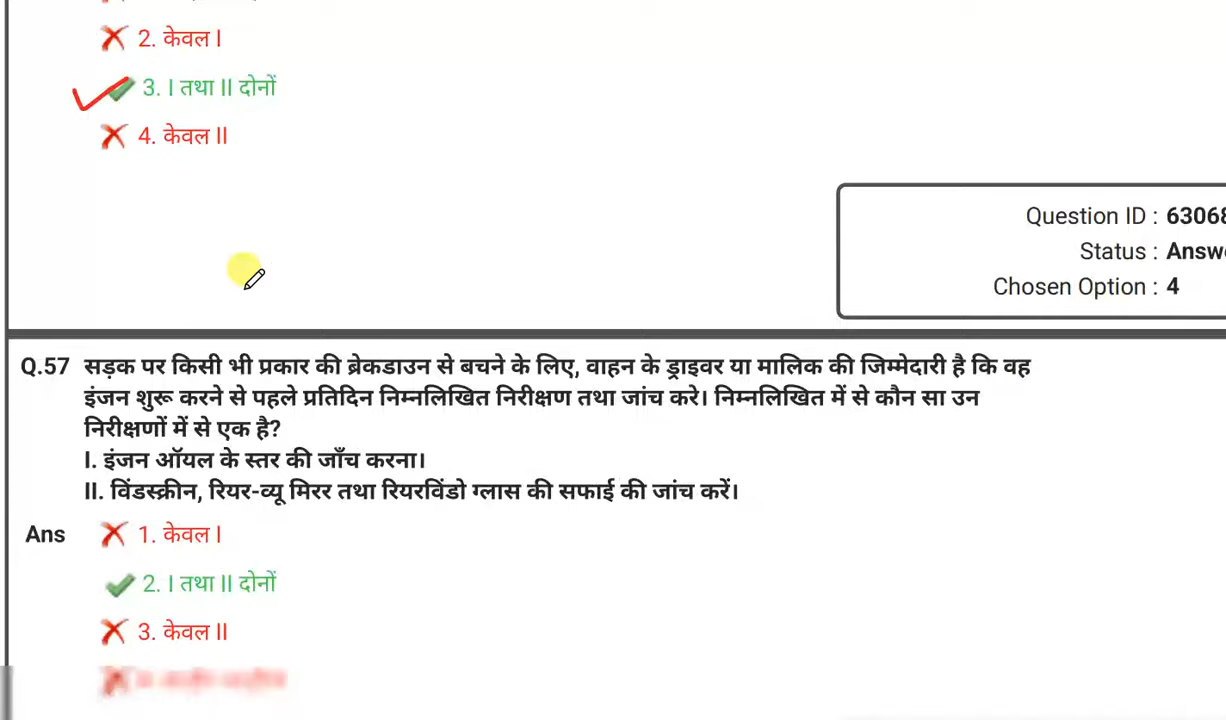 2. केवल I
3. I तथा II दोनों
4. केवल II
Question ID : 6306
Status : Answ
Chosen Option : 4
Q.57 सड़क पर किसी भी प्रकार की ब्रेकडाउन से बचने के लिए, वाहन के ड्राइवर या मालिक की जिम्मेदारी है कि वह
इंजन शुरू करने से पहले प्रतिदिन निम्नलिखित निरीक्षण तथा जांच करे। निम्नलिखित में से कौन सा उन
निरीक्षणों में से एक है?
I. इंजन ऑयल के स्तर की जाँच करना।
II. विंडस्क्रीन, रियर-व्यू मिरर तथा रियरविंडो ग्लास की सफाई की जांच करें।
Ans 1. केवल I
2. I तथा II दोनों
3. केवल II